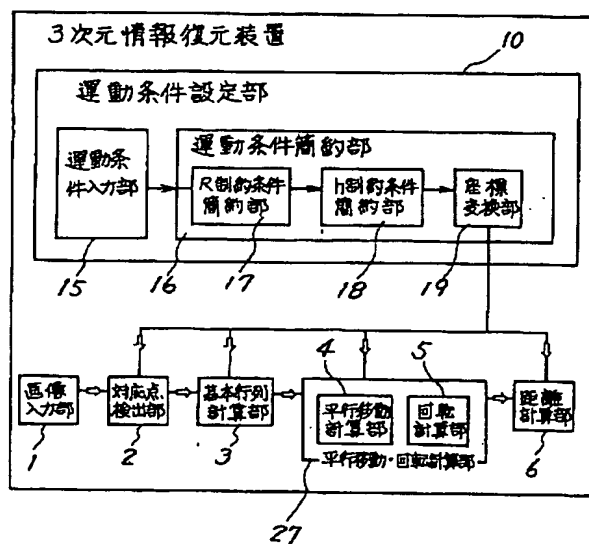 3次元情報復元装置
10
運動条件設定部
運動条件簡約部
運動条
件入力部
R制約条件
簡約部
h制約条件
簡約部
座標
変換部
15
16
17
18
19
4
5
画像
入力部
対応点
検出部
基本行列
計算部
平行移動
計算部
回転
計算部
距離
計算部
平行移動・回転計算部
1
2
3
6
27